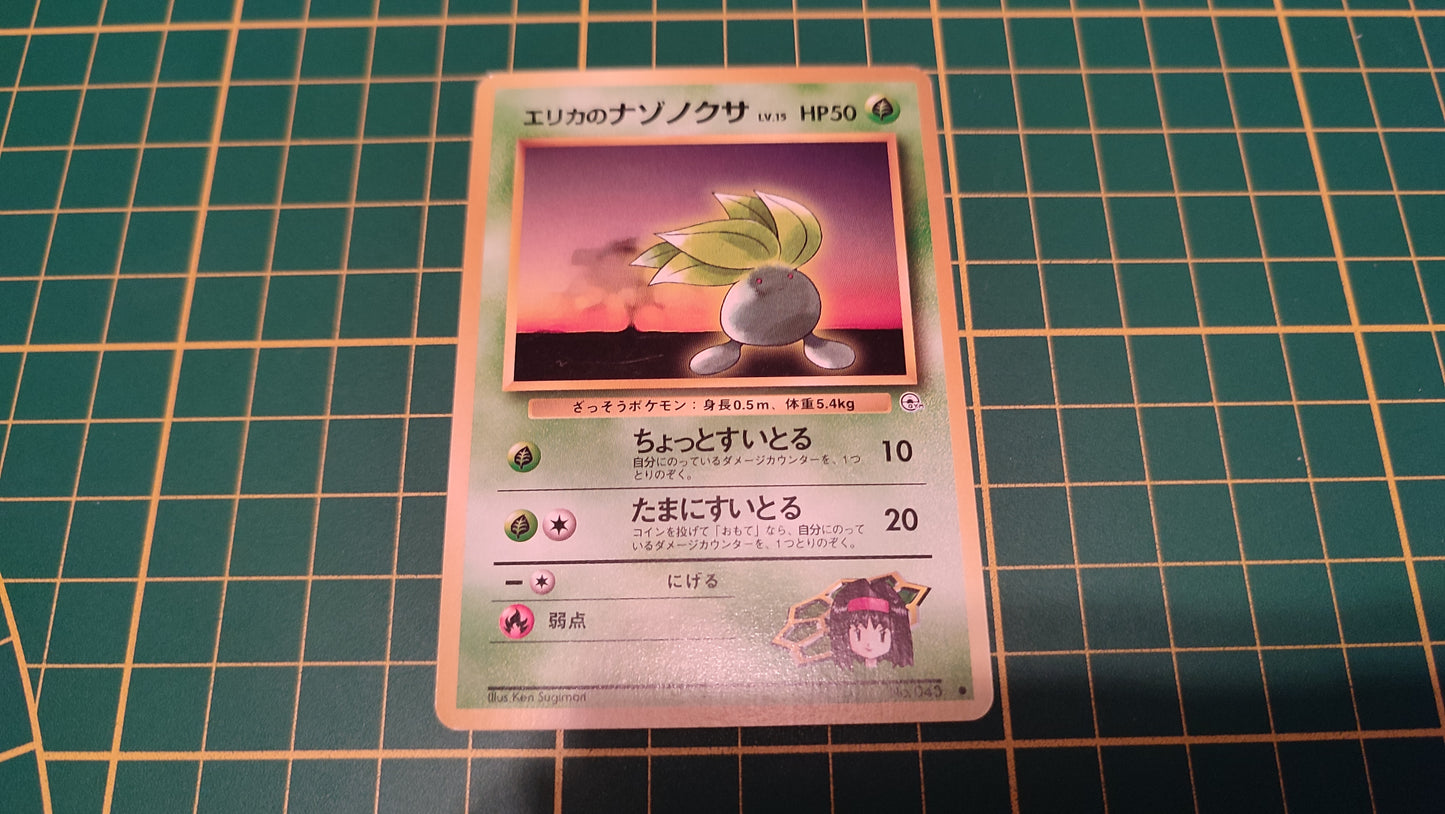 エリカのナゾノクサ LV.15 HP50
ざっそうポケモン：身長0.5m、体重5.4kg
ちょっとすいとる 10
自分にのっているダメージカウンターを、1つ
とりのぞく。
たまにすいとる 20
コインを投げて「おもて」なら、自分にのって
いるダメージカウンターを、1つとりのぞく。
にげる
弱点
Illus. Ken Sugimori No. 043